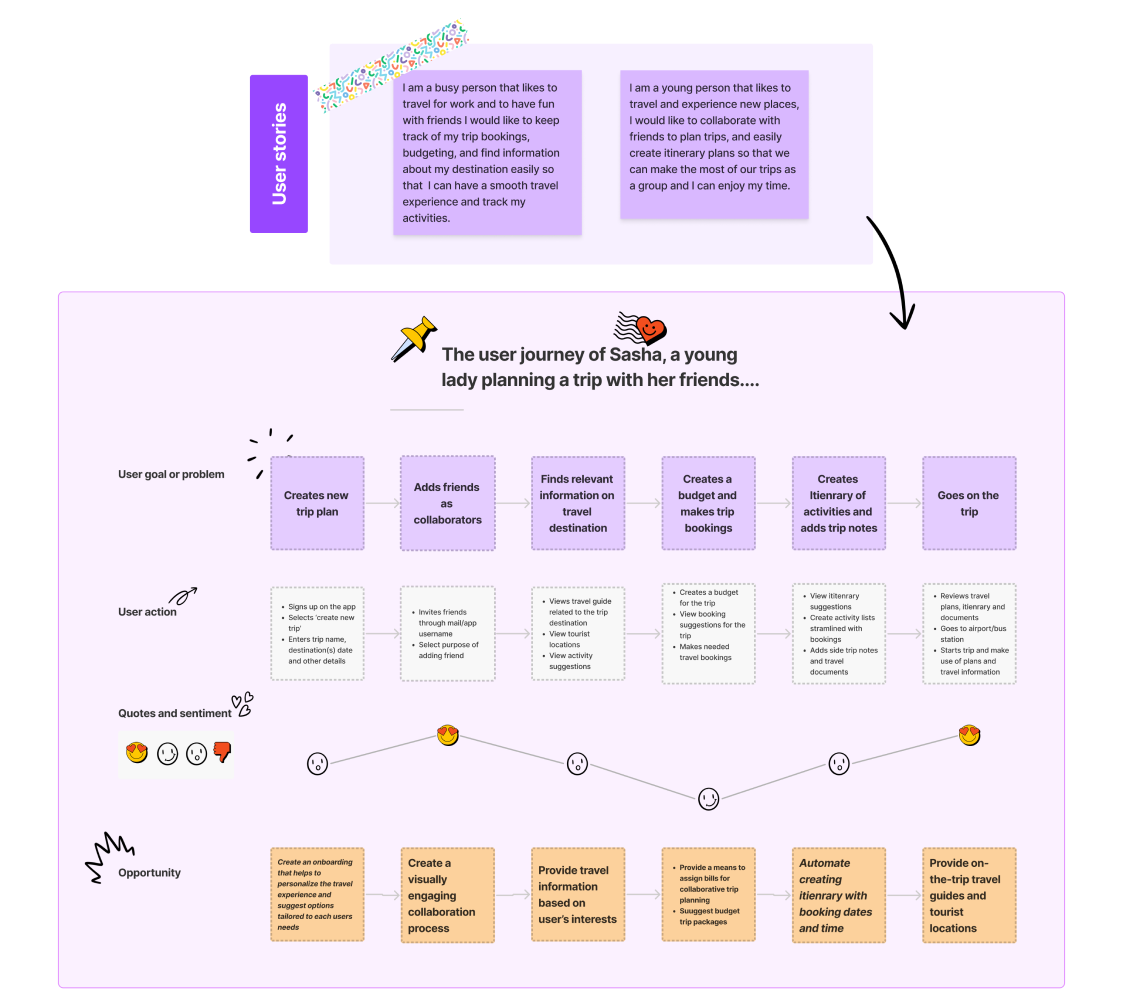 User stories
I am a busy person that likes to
travel for work and to have fun
with friends I would like to keep
track of my trip bookings,
budgeting, and find information
about my destination easily so
that I can have a smooth travel
experience and track my
activities.
I am a young person that likes to
travel and experience new places,
I would like to collaborate with
friends to plan trips, and easily
create itinerary plans so that we
can make the most of our trips as
a group and I can enjoy my time.
The user journey of Sasha, a young
lady planning a trip with her friends....
User goal or problem
Creates new
trip plan
Adds friends
as
collaborators
Finds relevant
information on
travel
destination
Creates a
budget and
makes trip
bookings
Creates
Itienrary of
activities and
adds trip notes
Goes on the
trip
User action
• Signs up on the app
• Selects 'create new
trip'
• Enters trip name,
destination(s) date
and other details
• Invites friends
through mail/app
username
• Select purpose of
adding friend
• Views travel guide
related to the trip
destination
• View tourist
locations
• View activity
suggestions
• Creates a budget
for the trip
• View booking
suggestions for the
trip
• Makes needed
travel bookings
• View ititenrary
suggestions
• Create activity lists
stramlined with
bookings
• Adds side trip notes
and travel
documents
• Reviews travel
plans, itienrary and
documents
• Goes to airport/bus
station
• Starts trip and make
use of plans and
travel information
Quotes and sentiment
Opportunity
Create an onboarding
that helps to
personalize the travel
experience and
suggest options
tailored to each users
needs
Create a
visually
engaging
collaboration
process
Provide travel
information
based on
user's interests
• Provide a means to
assign bills for
collaborative trip
planning
• Suuggest budget
trip packages
Automate
creating
itienrary with
booking dates
and time
Provide on-
the-trip travel
guides and
tourist
locations